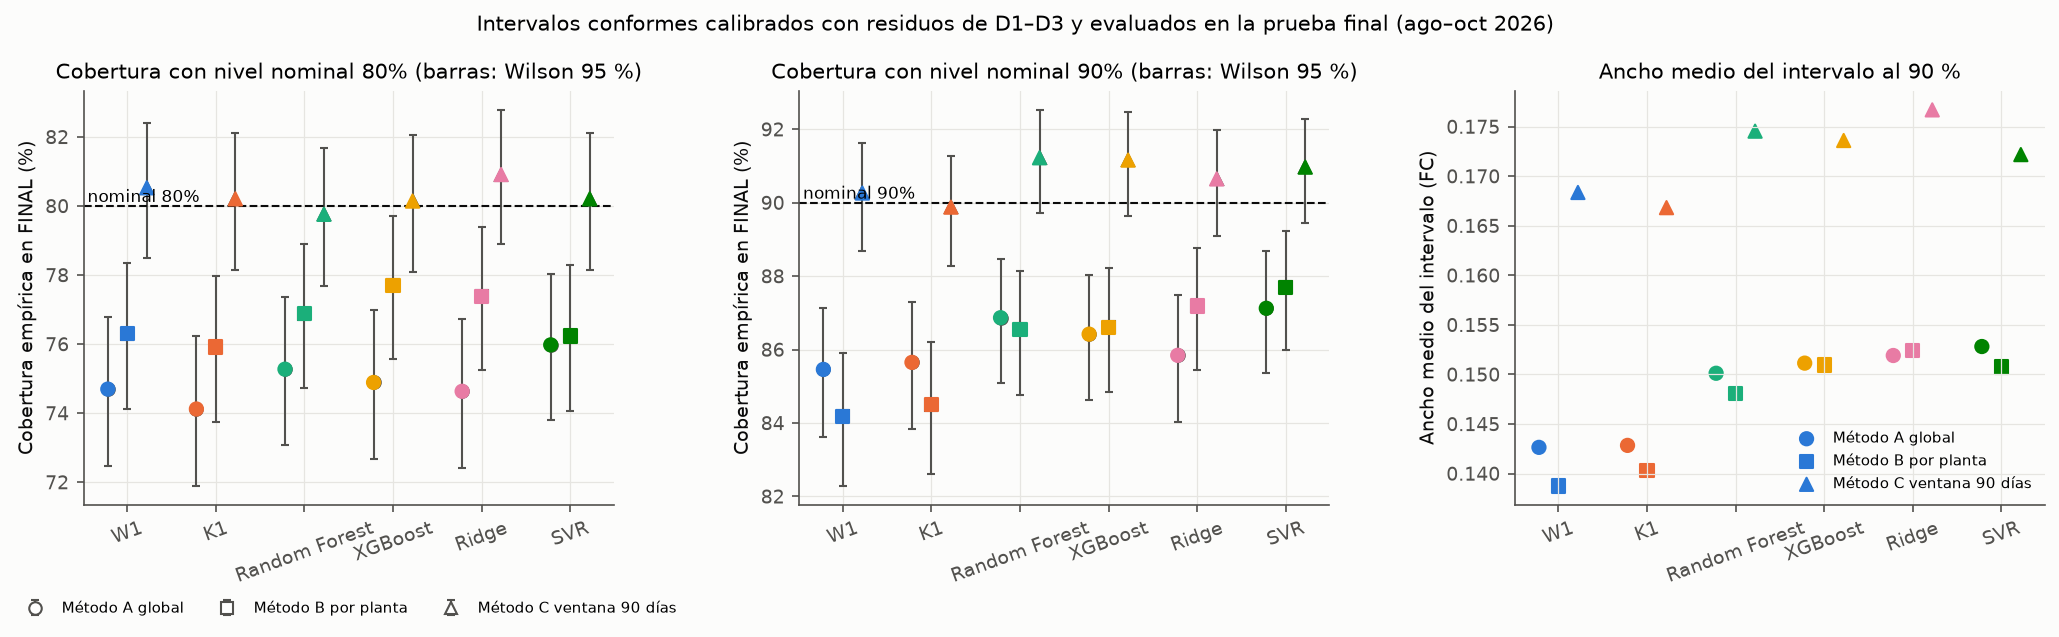 Intervalos conformes calibrados con residuos de D1–D3 y evaluados en la prueba final (ago–oct 2026)
Cobertura con nivel nominal 80% (barras: Wilson 95 %)
Cobertura empírica en FINAL (%)
82
80
78
76
74
72
nominal 80%
W1
K1
Random Forest
XGBoost
Ridge
SVR
Cobertura con nivel nominal 90% (barras: Wilson 95 %)
Cobertura empírica en FINAL (%)
92
90
88
86
84
82
nominal 90%
W1
K1
Random Forest
XGBoost
Ridge
SVR
Ancho medio del intervalo al 90 %
Ancho medio del intervalo (FC)
0.175
0.170
0.165
0.160
0.155
0.150
0.145
0.140
Método A global
Método B por planta
Método C ventana 90 días
W1
K1
Random Forest
XGBoost
Ridge
SVR
Método A global
Método B por planta
Método C ventana 90 días